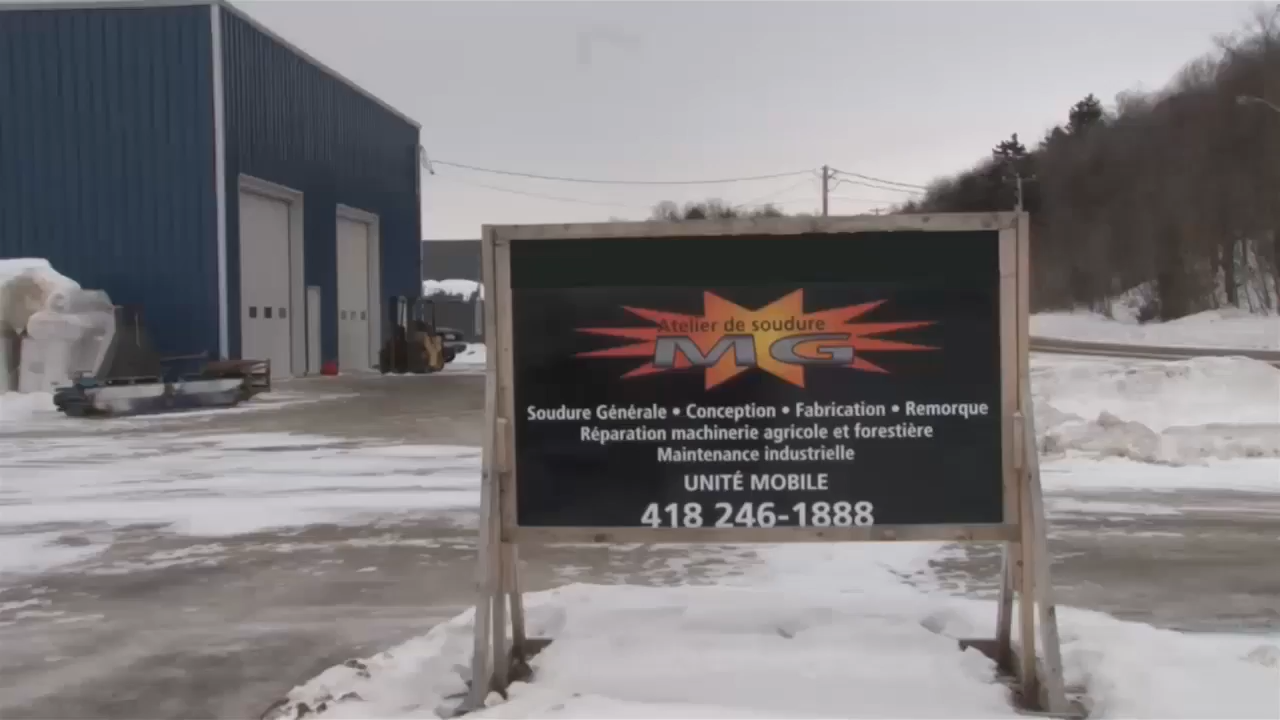 Atelier de soudure
MG
Soudure Générale • Conception • Fabrication • Remorque
Réparation machinerie agricole et forestière
Maintenance industrielle
UNITÉ MOBILE
418 246-1888